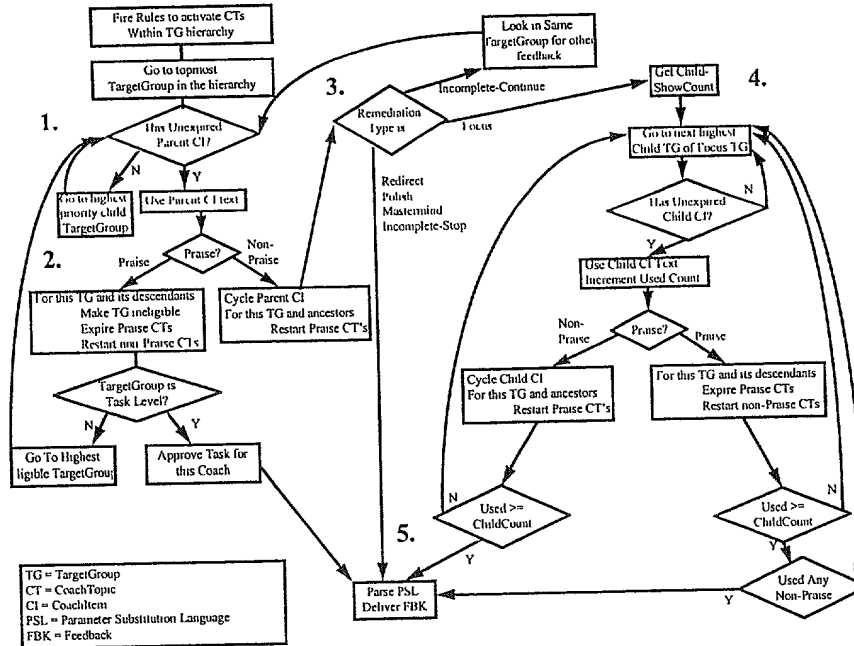 Fire Rules to activate CTs
Within TG hierarchy
Go to topmost
TargetGroup in the hierarchy
1.
Has Unexpired
Parent CI?
N
Y
Go to highest
priority child
TargetGroup
Use Parent CI text
2.
Praise?
Praise
Non-
Praise
For this TG and its descendants
Make TG ineligible
Expire Praise CTs
Restart non-Praise CTs
Cycle Parent CI
For this TG and ancestors
Restart Praise CT's
TargetGroup is
Task Level?
N
Y
Go To Highest
ligible TargetGroup
Approve Task for
this Coach
3.
Look in Same
TargetGroup for other
feedback
Remediation
Type is
Incomplete-Continue
Focus
Redirect
Polish
Mastermind
Incomplete-Stop
4.
Get Child-
ShowCount
Go to next highest
Child TG of Focus TG
Has Unexpired
Child CI?
N
Y
Use Child CI Text
Increment Used Count
Praise?
Non-
Praise
Praise
Cycle Child CI
For this TG and ancestors
Restart Praise CT's
For this TG and its descendants
Expire Praise CTs
Restart non-Praise CTs
Used >=
ChildCount
N
Y
Used >=
ChildCount
N
Y
Used Any
Non-Praise
Y
5.
Parse PSL
Deliver FBK
TG = TargetGroup
CT = CoachTopic
CI = CoachItem
PSL = Parameter Substitution Language
FBK = Feedback